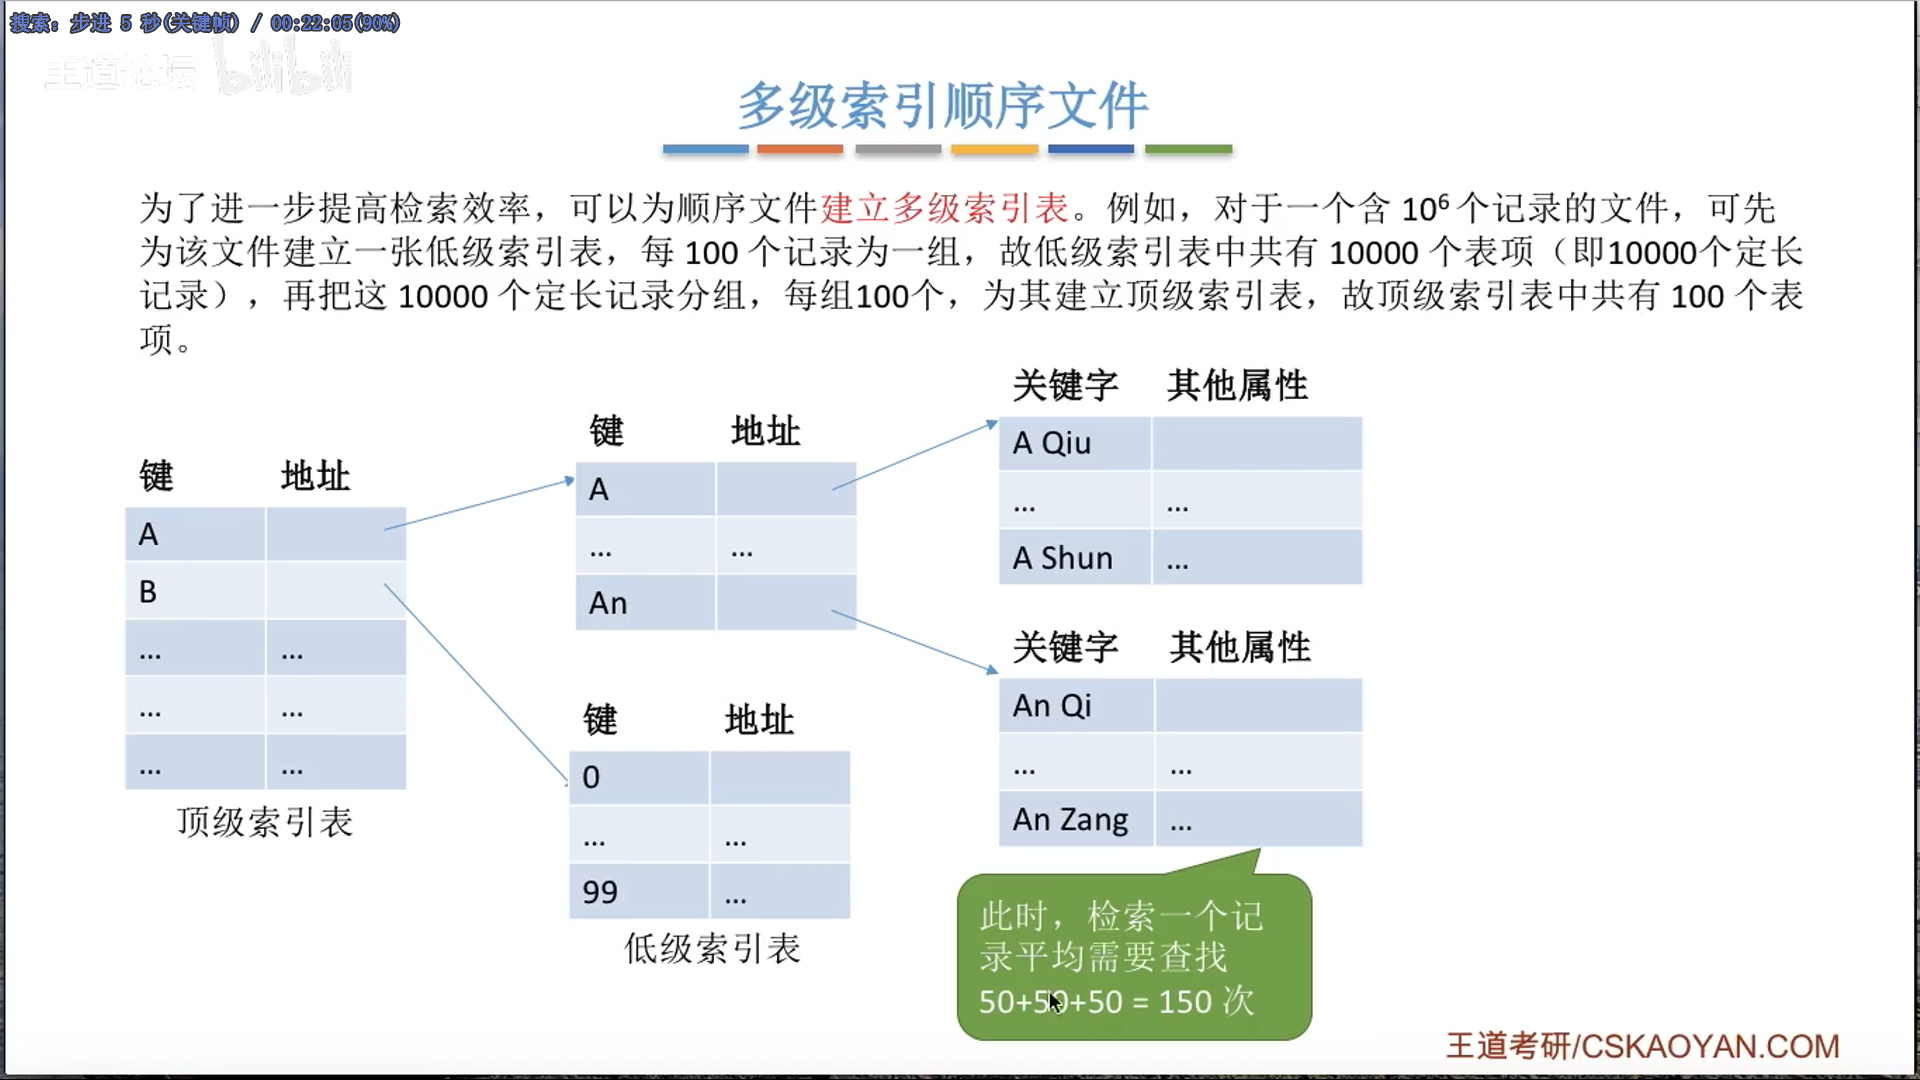 搜索: 步进 5 秒(关键帧) / 00:22:05(90%)
王道论坛 bilibili
多级索引顺序文件
为了进一步提高检索效率，可以为顺序文件建立多级索引表。例如，对于一个含 10⁶ 个记录的文件，可先
为该文件建立一张低级索引表，每 100 个记录为一组，故低级索引表中共有 10000 个表项（即10000个定长
记录），再把这 10000 个定长记录分组，每组100个，为其建立顶级索引表，故顶级索引表中共有 100 个表
项。
键 地址
A
B
... ...
... ...
... ...
顶级索引表
键 地址
A
... ...
An
键 地址
0
... ...
99 ...
低级索引表
关键字 其他属性
A Qiu
... ...
A Shun ...
关键字 其他属性
An Qi
... ...
An Zang ...
此时，检索一个记
录平均需要查找
50+50+50 = 150 次
王道考研/CSKAOYAN.COM